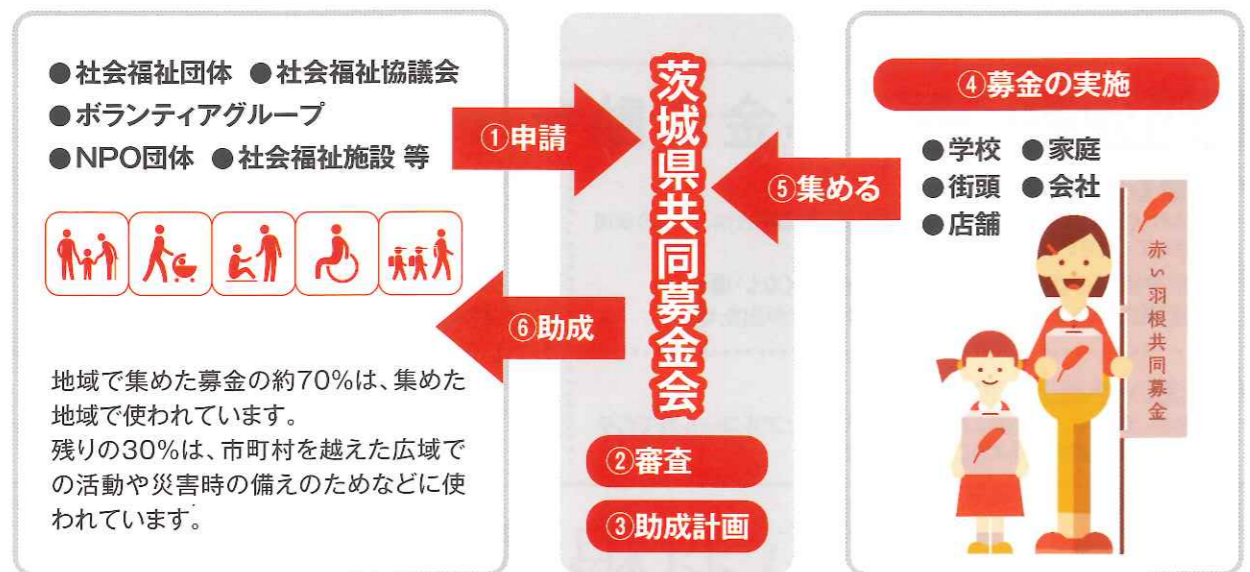 ●社会福祉団体 ●社会福祉協議会
●ボランティアグループ
●NPO団体 ●社会福祉施設 等
①申請
⑥助成
地域で集めた募金の約70%は、集めた
地域で使われています。
残りの30%は、市町村を越えた広域で
の活動や災害時の備えのためなどに使
われています。
茨城県共同募金会
②審査
③助成計画
④募金の実施
⑤集める
●学校 ●家庭
●街頭 ●会社
●店舗
赤い羽根共同募金